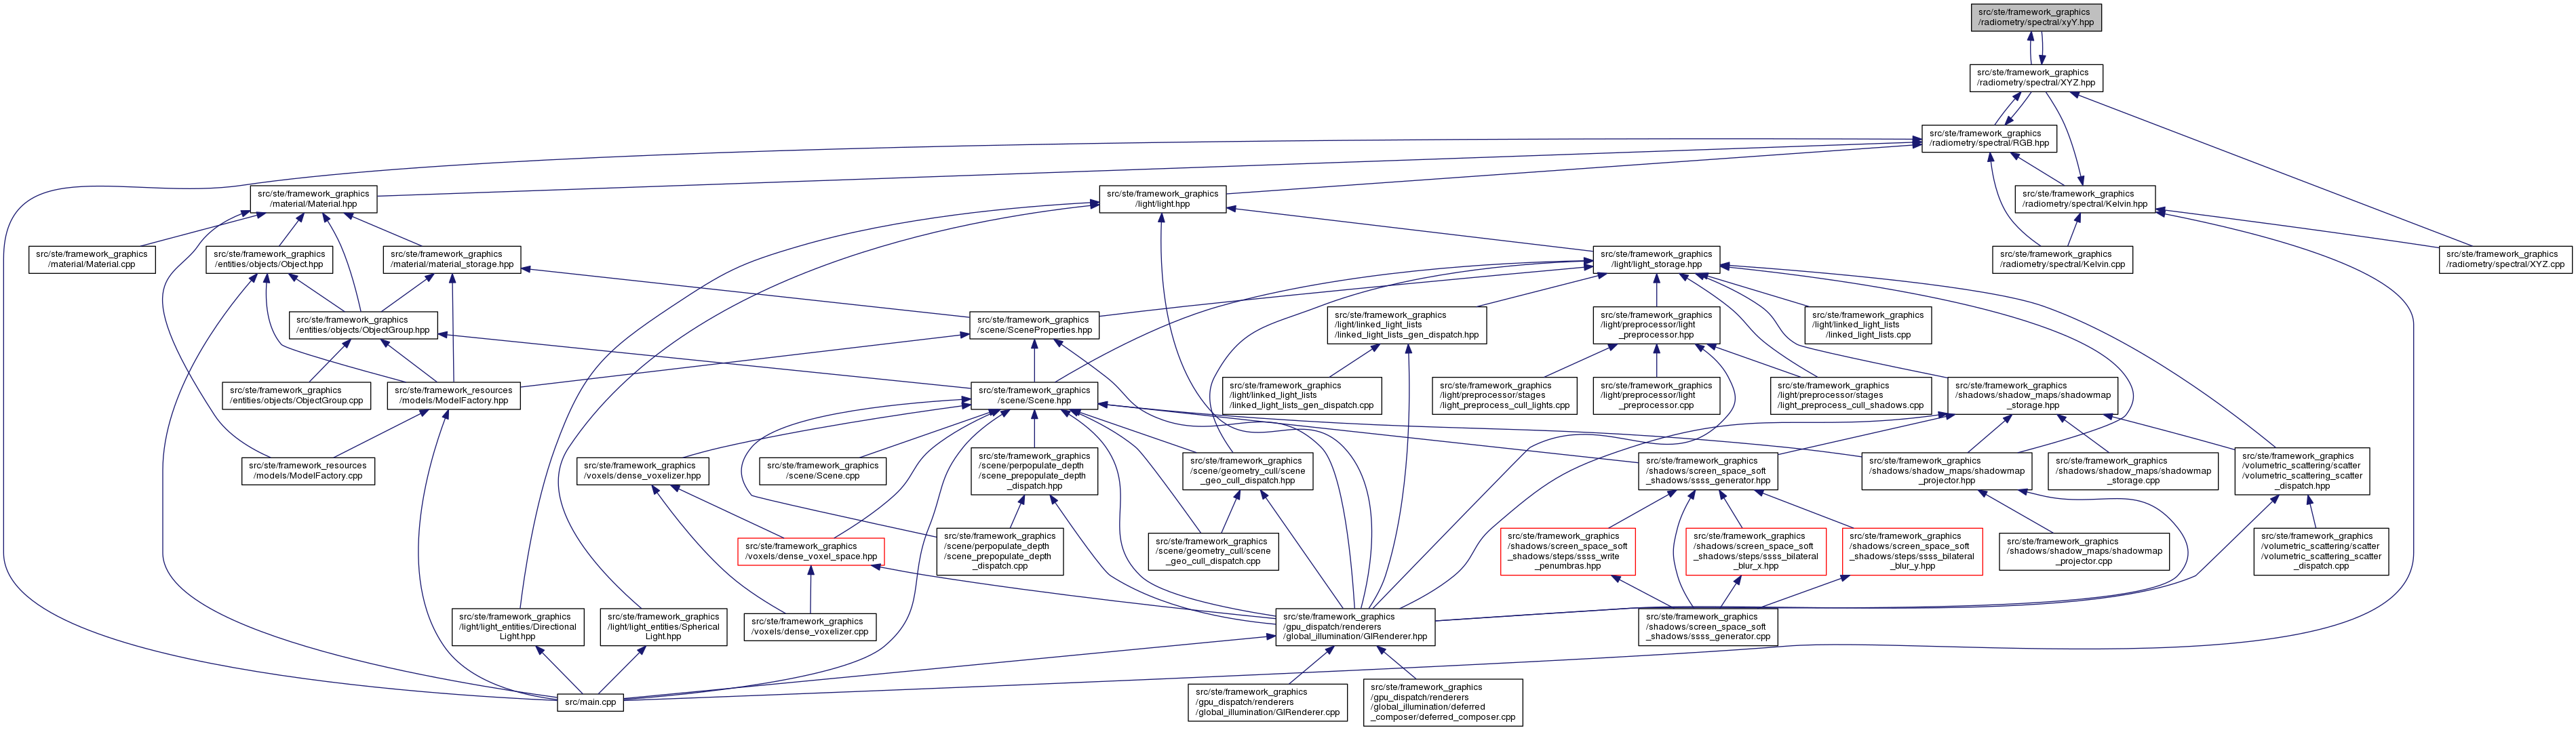 src/ste/framework_graphics
/radiometry/spectral/xyY.hpp
src/ste/framework_graphics
/radiometry/spectral/XYZ.hpp
src/ste/framework_graphics
/radiometry/spectral/RGB.hpp
src/ste/framework_graphics
/material/Material.hpp
src/ste/framework_graphics
/light/light.hpp
src/ste/framework_graphics
/radiometry/spectral/Kelvin.hpp
src/ste/framework_graphics
/material/Material.cpp
src/ste/framework_graphics
/entities/objects/Object.hpp
src/ste/framework_graphics
/material/material_storage.hpp
src/ste/framework_graphics
/light/light_storage.hpp
src/ste/framework_graphics
/radiometry/spectral/Kelvin.cpp
src/ste/framework_graphics
/radiometry/spectral/XYZ.cpp
src/ste/framework_graphics
/entities/objects/ObjectGroup.hpp
src/ste/framework_graphics
/scene/SceneProperties.hpp
src/ste/framework_graphics
/light/linked_light_lists
/linked_light_lists_gen_dispatch.hpp
src/ste/framework_graphics
/light/preprocessor/light
_preprocessor.hpp
src/ste/framework_graphics
/light/linked_light_lists
/linked_light_lists.cpp
src/ste/framework_graphics
/entities/objects/ObjectGroup.cpp
src/ste/framework_resources
/models/ModelFactory.hpp
src/ste/framework_graphics
/scene/Scene.hpp
src/ste/framework_graphics
/light/linked_light_lists
/linked_light_lists_gen_dispatch.cpp
src/ste/framework_graphics
/light/preprocessor/stages
/light_preprocess_cull_lights.cpp
src/ste/framework_graphics
/light/preprocessor/light
_preprocessor.cpp
src/ste/framework_graphics
/light/preprocessor/stages
/light_preprocess_cull_shadows.cpp
src/ste/framework_graphics
/shadows/shadow_maps/shadowmap
_storage.hpp
src/ste/framework_resources
/models/ModelFactory.cpp
src/ste/framework_graphics
/voxels/dense_voxelizer.hpp
src/ste/framework_graphics
/scene/Scene.cpp
src/ste/framework_graphics
/scene/perpopulate_depth
/scene_prepopulate_depth
_dispatch.hpp
src/ste/framework_graphics
/scene/geometry_cull/scene
_geo_cull_dispatch.hpp
src/ste/framework_graphics
/shadows/screen_space_soft
_shadows/ssss_generator.hpp
src/ste/framework_graphics
/shadows/shadow_maps/shadowmap
_projector.hpp
src/ste/framework_graphics
/shadows/shadow_maps/shadowmap
_storage.cpp
src/ste/framework_graphics
/volumetric_scattering/scatter
/volumetric_scattering_scatter
_dispatch.hpp
src/ste/framework_graphics
/voxels/dense_voxel_space.hpp
src/ste/framework_graphics
/scene/perpopulate_depth
/scene_prepopulate_depth
_dispatch.cpp
src/ste/framework_graphics
/scene/geometry_cull/scene
_geo_cull_dispatch.cpp
src/ste/framework_graphics
/shadows/screen_space_soft
_shadows/steps/ssss_write
_penumbras.hpp
src/ste/framework_graphics
/shadows/screen_space_soft
_shadows/steps/ssss_bilateral
_blur_x.hpp
src/ste/framework_graphics
/shadows/screen_space_soft
_shadows/steps/ssss_bilateral
_blur_y.hpp
src/ste/framework_graphics
/shadows/shadow_maps/shadowmap
_projector.cpp
src/ste/framework_graphics
/volumetric_scattering/scatter
/volumetric_scattering_scatter
_dispatch.cpp
src/ste/framework_graphics
/light/light_entities/Directional
Light.hpp
src/ste/framework_graphics
/light/light_entities/Spherical
Light.hpp
src/ste/framework_graphics
/voxels/dense_voxelizer.cpp
src/ste/framework_graphics
/gpu_dispatch/renderers
/global_illumination/GIRenderer.hpp
src/ste/framework_graphics
/shadows/screen_space_soft
_shadows/ssss_generator.cpp
src/main.cpp
src/ste/framework_graphics
/gpu_dispatch/renderers
/global_illumination/GIRenderer.cpp
src/ste/framework_graphics
/gpu_dispatch/renderers
/global_illumination/deferred
_composer/deferred_composer.cpp